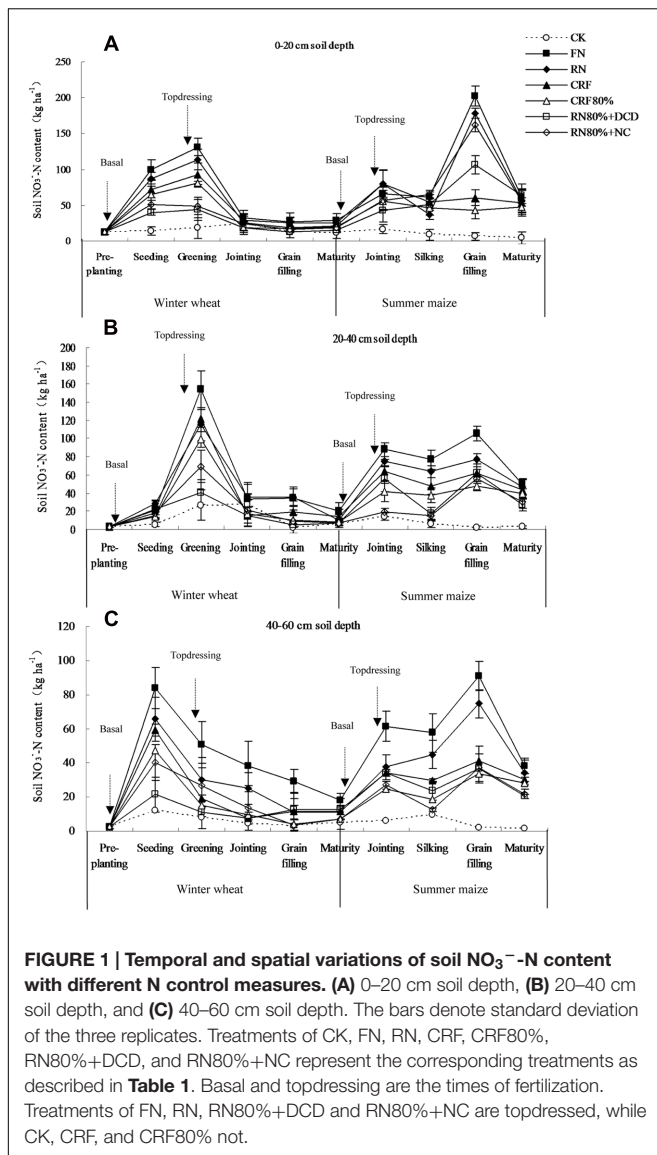 A
0-20 cm soil depth
CK
FN
RN
CRF
CRF80%
RN80%+DCD
RN80%+NC
Soil NO₃⁻-N content (kg ha⁻¹)
250
200
150
100
50
0
Basal
Topdressing
Basal
Topdressing
Pre-planting Seeding Greening Jointing Grain filling Maturity Jointing Silking Grain filling Maturity
Winter wheat Summer maize
B
20-40 cm soil depth
Soil NO₃⁻-N content (kg ha⁻¹)
200
180
160
140
120
100
80
60
40
20
0
Basal
Topdressing
Basal
Topdressing
Pre-planting Seeding Greening Jointing Grain filling Maturity Jointing Silking Grain filling Maturity
Winter wheat Summer maize
C
40-60 cm soil depth
Soil NO₃⁻-N content (kg ha⁻¹)
120
100
80
60
40
20
0
Basal
Topdressing
Basal
Topdressing
Pre-planting Seeding Greening Jointing Grain filling Maturity Jointing Silking Grain filling Maturity
Winter wheat Summer maize
FIGURE 1 | Temporal and spatial variations of soil NO₃⁻-N content
with different N control measures. (A) 0–20 cm soil depth, (B) 20–40 cm
soil depth, and (C) 40–60 cm soil depth. The bars denote standard deviation
of the three replicates. Treatments of CK, FN, RN, CRF, CRF80%,
RN80%+DCD, and RN80%+NC represent the corresponding treatments as
described in Table 1. Basal and topdressing are the times of fertilization.
Treatments of FN, RN, RN80%+DCD and RN80%+NC are topdressed, while
CK, CRF, and CRF80% not.